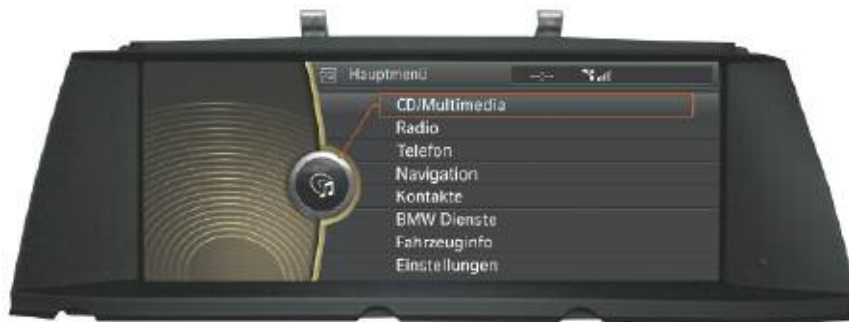 Hauptmenü
--:--
CD/Multimedia
Radio
Telefon
Navigation
Kontakte
BMW Dienste
Fahrzeuginfo
Einstellungen